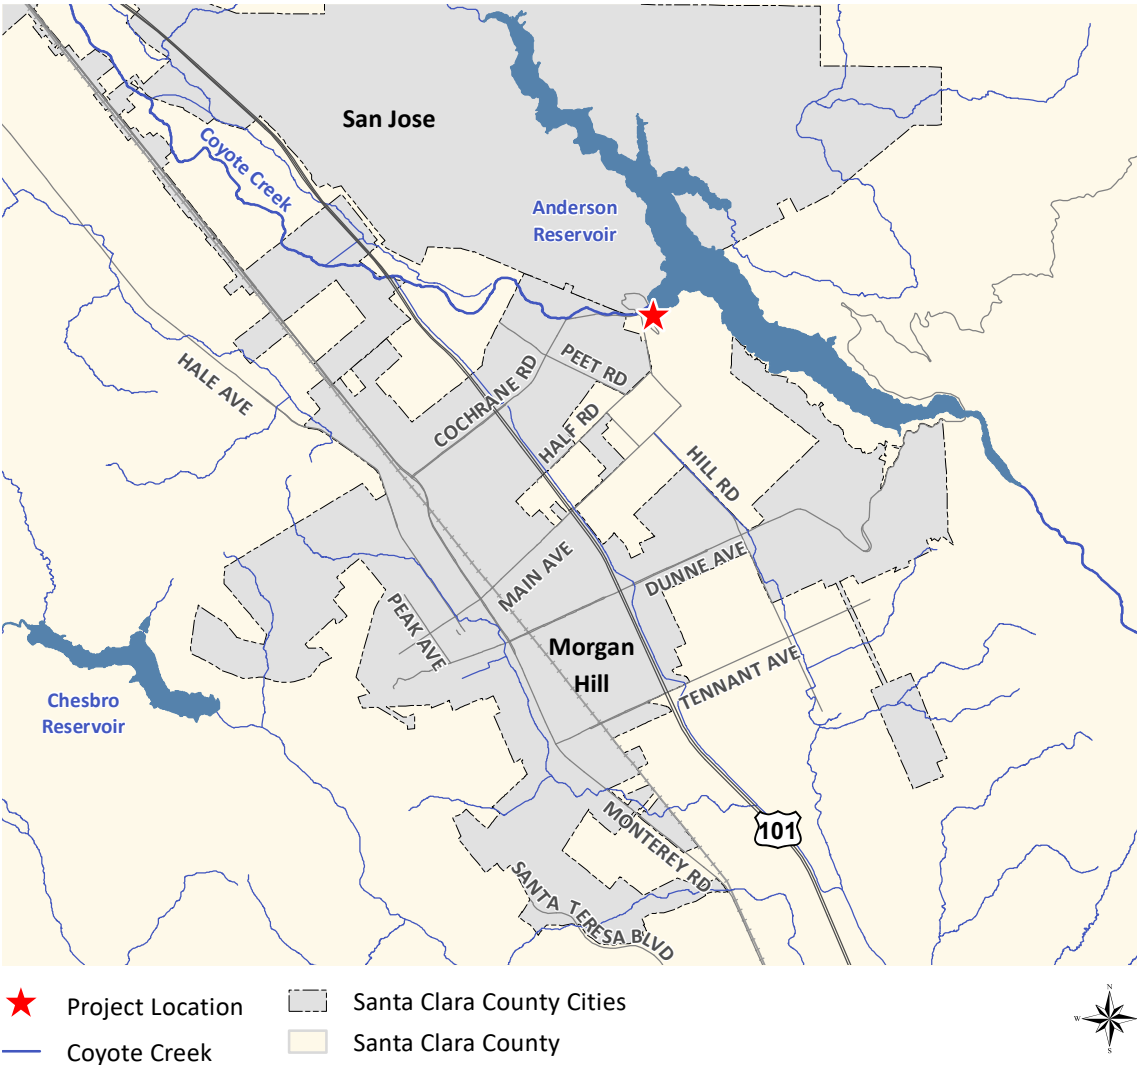 San Jose
Coyote Creek
Anderson
Reservoir
HALE AVE
COCHRANE RD
PEET RD
HALF RD
HILL RD
MAIN AVE
DUNNE AVE
PEAK AVE
Morgan
Hill
TENNANT AVE
Chesbro
Reservoir
101
MONTEREY RD
SANTA TERESA BLVD
Project Location
Santa Clara County Cities
Coyote Creek
Santa Clara County
N
W
S